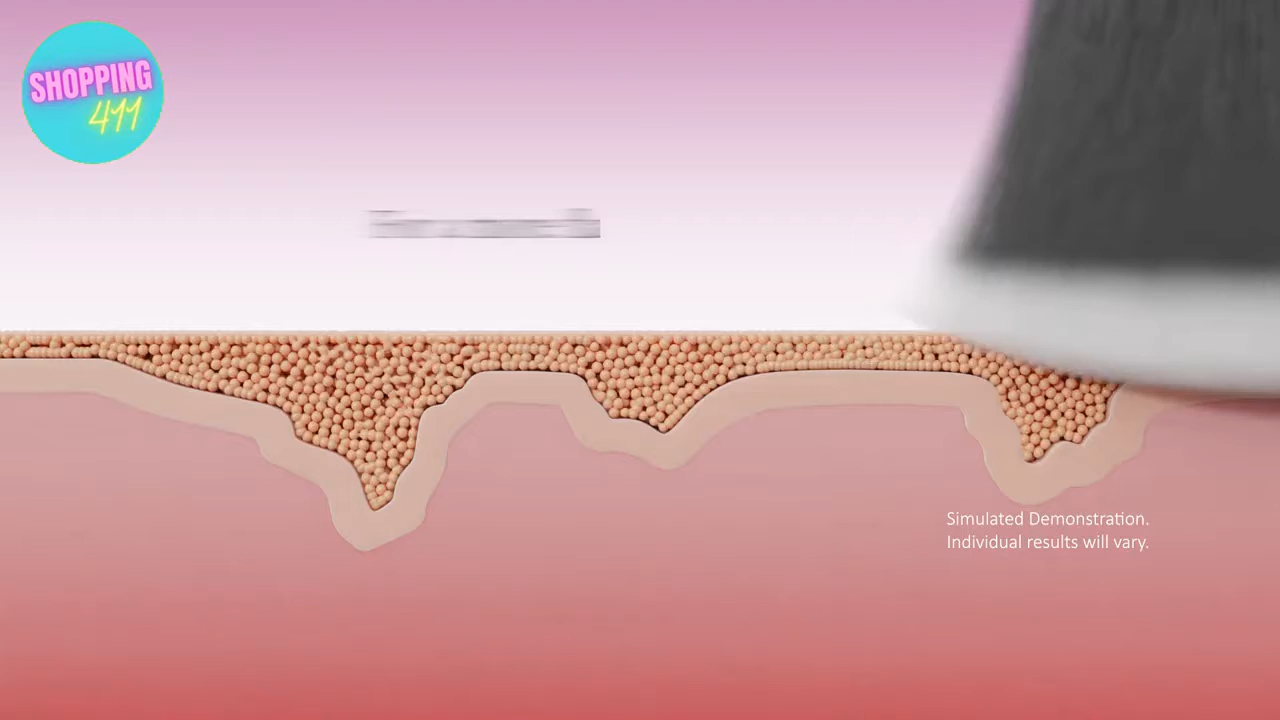 SHOPPING
411
Simulated Demonstration.
Individual results will vary.